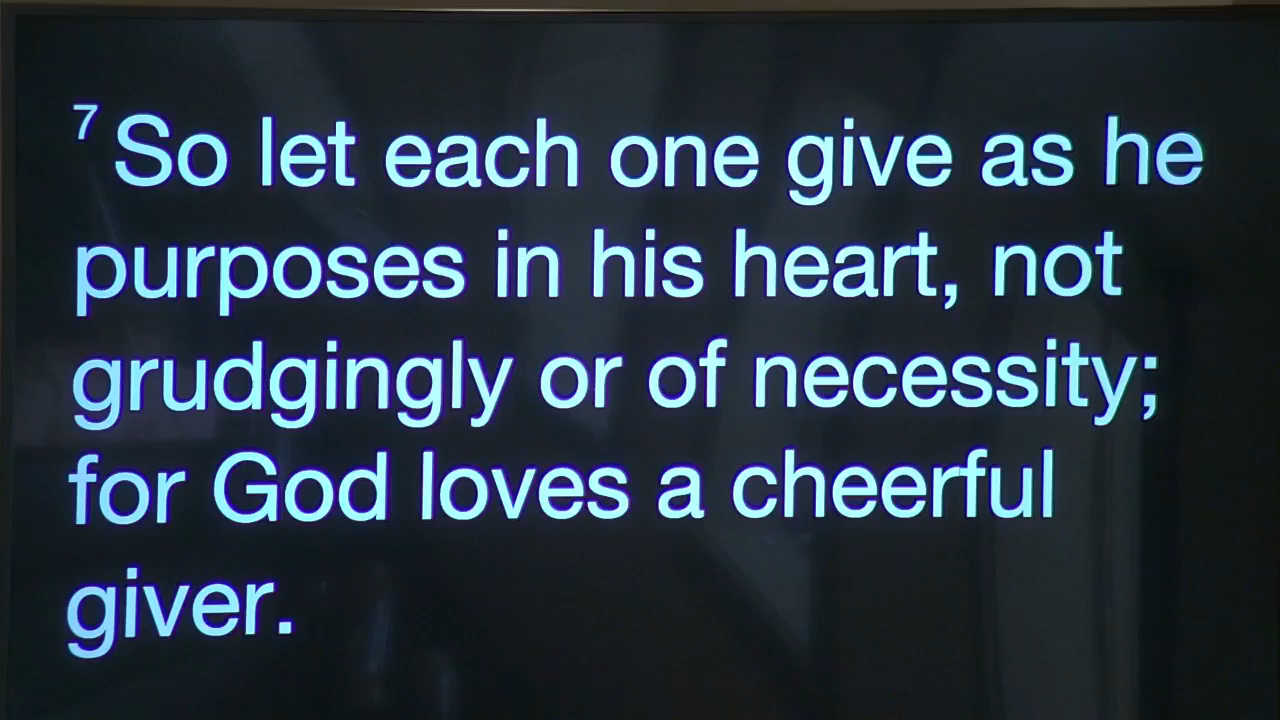 7 So let each one give as he
purposes in his heart, not
grudgingly or of necessity;
for God loves a cheerful
giver.